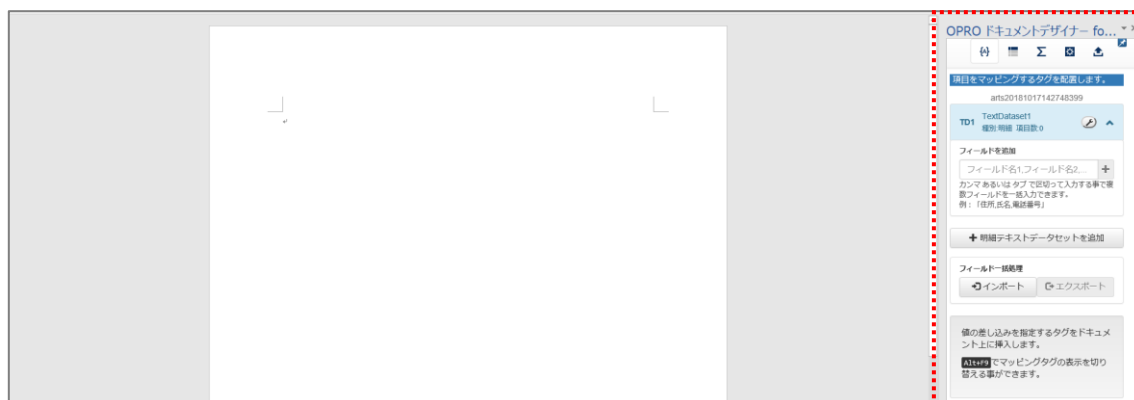 OPRO ドキュメントデザイナー fo...
項目をマッピングするタグを配置します。
arts20181017142748399
TD1 TextDataset1
種別:明細 項目数:0
フィールドを追加
フィールド名1,フィールド名2,...
カンマ あるいは タブ で区切って入力する事で複
数フィールドを一括入力できます。
例：「住所,氏名,電話番号」
明細テキストデータセットを追加
フィールド一括処理
インポート エクスポート
値の差し込みを指定するタグをドキュメ
ント上に挿入します。
Alt+F9 でマッピングタグの表示を切り
替える事ができます。